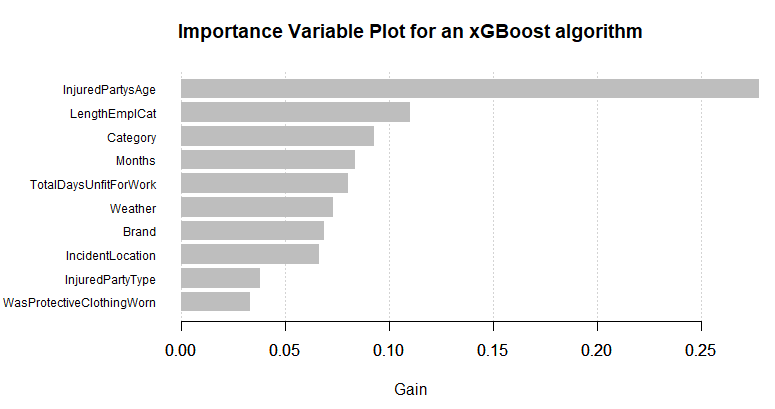 Importance Variable Plot for an xGBoost algorithm
InjuredPartysAge
LengthEmplCat
Category
Months
TotalDaysUnfitForWork
Weather
Brand
IncidentLocation
InjuredPartyType
WasProtectiveClothingWorn
0.00 0.05 0.10 0.15 0.20 0.25
Gain